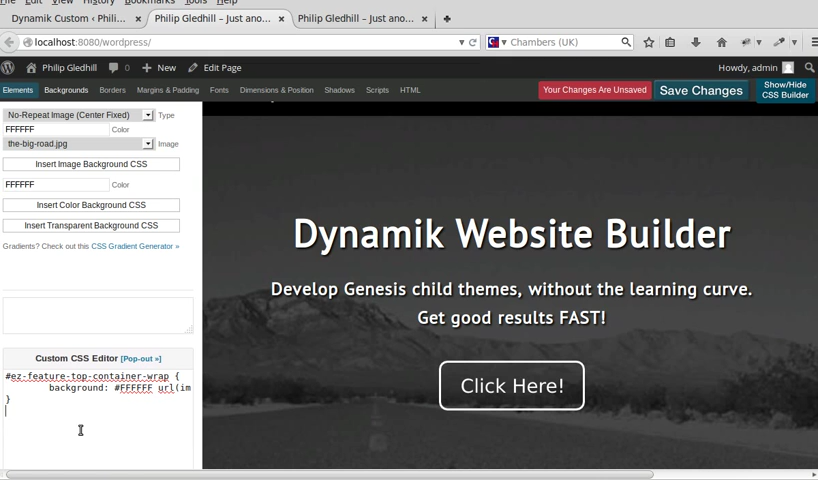 File Edit View History Bookmarks Tools Help
Dynamik Custom ‹ Phili... × Philip Gledhill – Just ano... × Philip Gledhill – Just ano... ×
localhost:8080/wordpress/
Chambers (UK)
Philip Gledhill 0 + New Edit Page Howdy, admin
Elements Backgrounds Borders Margins & Padding Fonts Dimensions & Position Shadows Scripts HTML Your Changes Are Unsaved Save Changes Show/Hide CSS Builder
No-Repeat Image (Center Fixed) Type
FFFFFF Color
the-big-road.jpg Image
Insert Image Background CSS
FFFFFF Color
Insert Color Background CSS
Insert Transparent Background CSS
Gradients? Check out this CSS Gradient Generator »
Custom CSS Editor [Pop-out »]
#ez-feature-top-container-wrap {
background: #FFFFFF url(im
}
Dynamik Website Builder
Develop Genesis child themes, without the learning curve.
Get good results FAST!
Click Here!